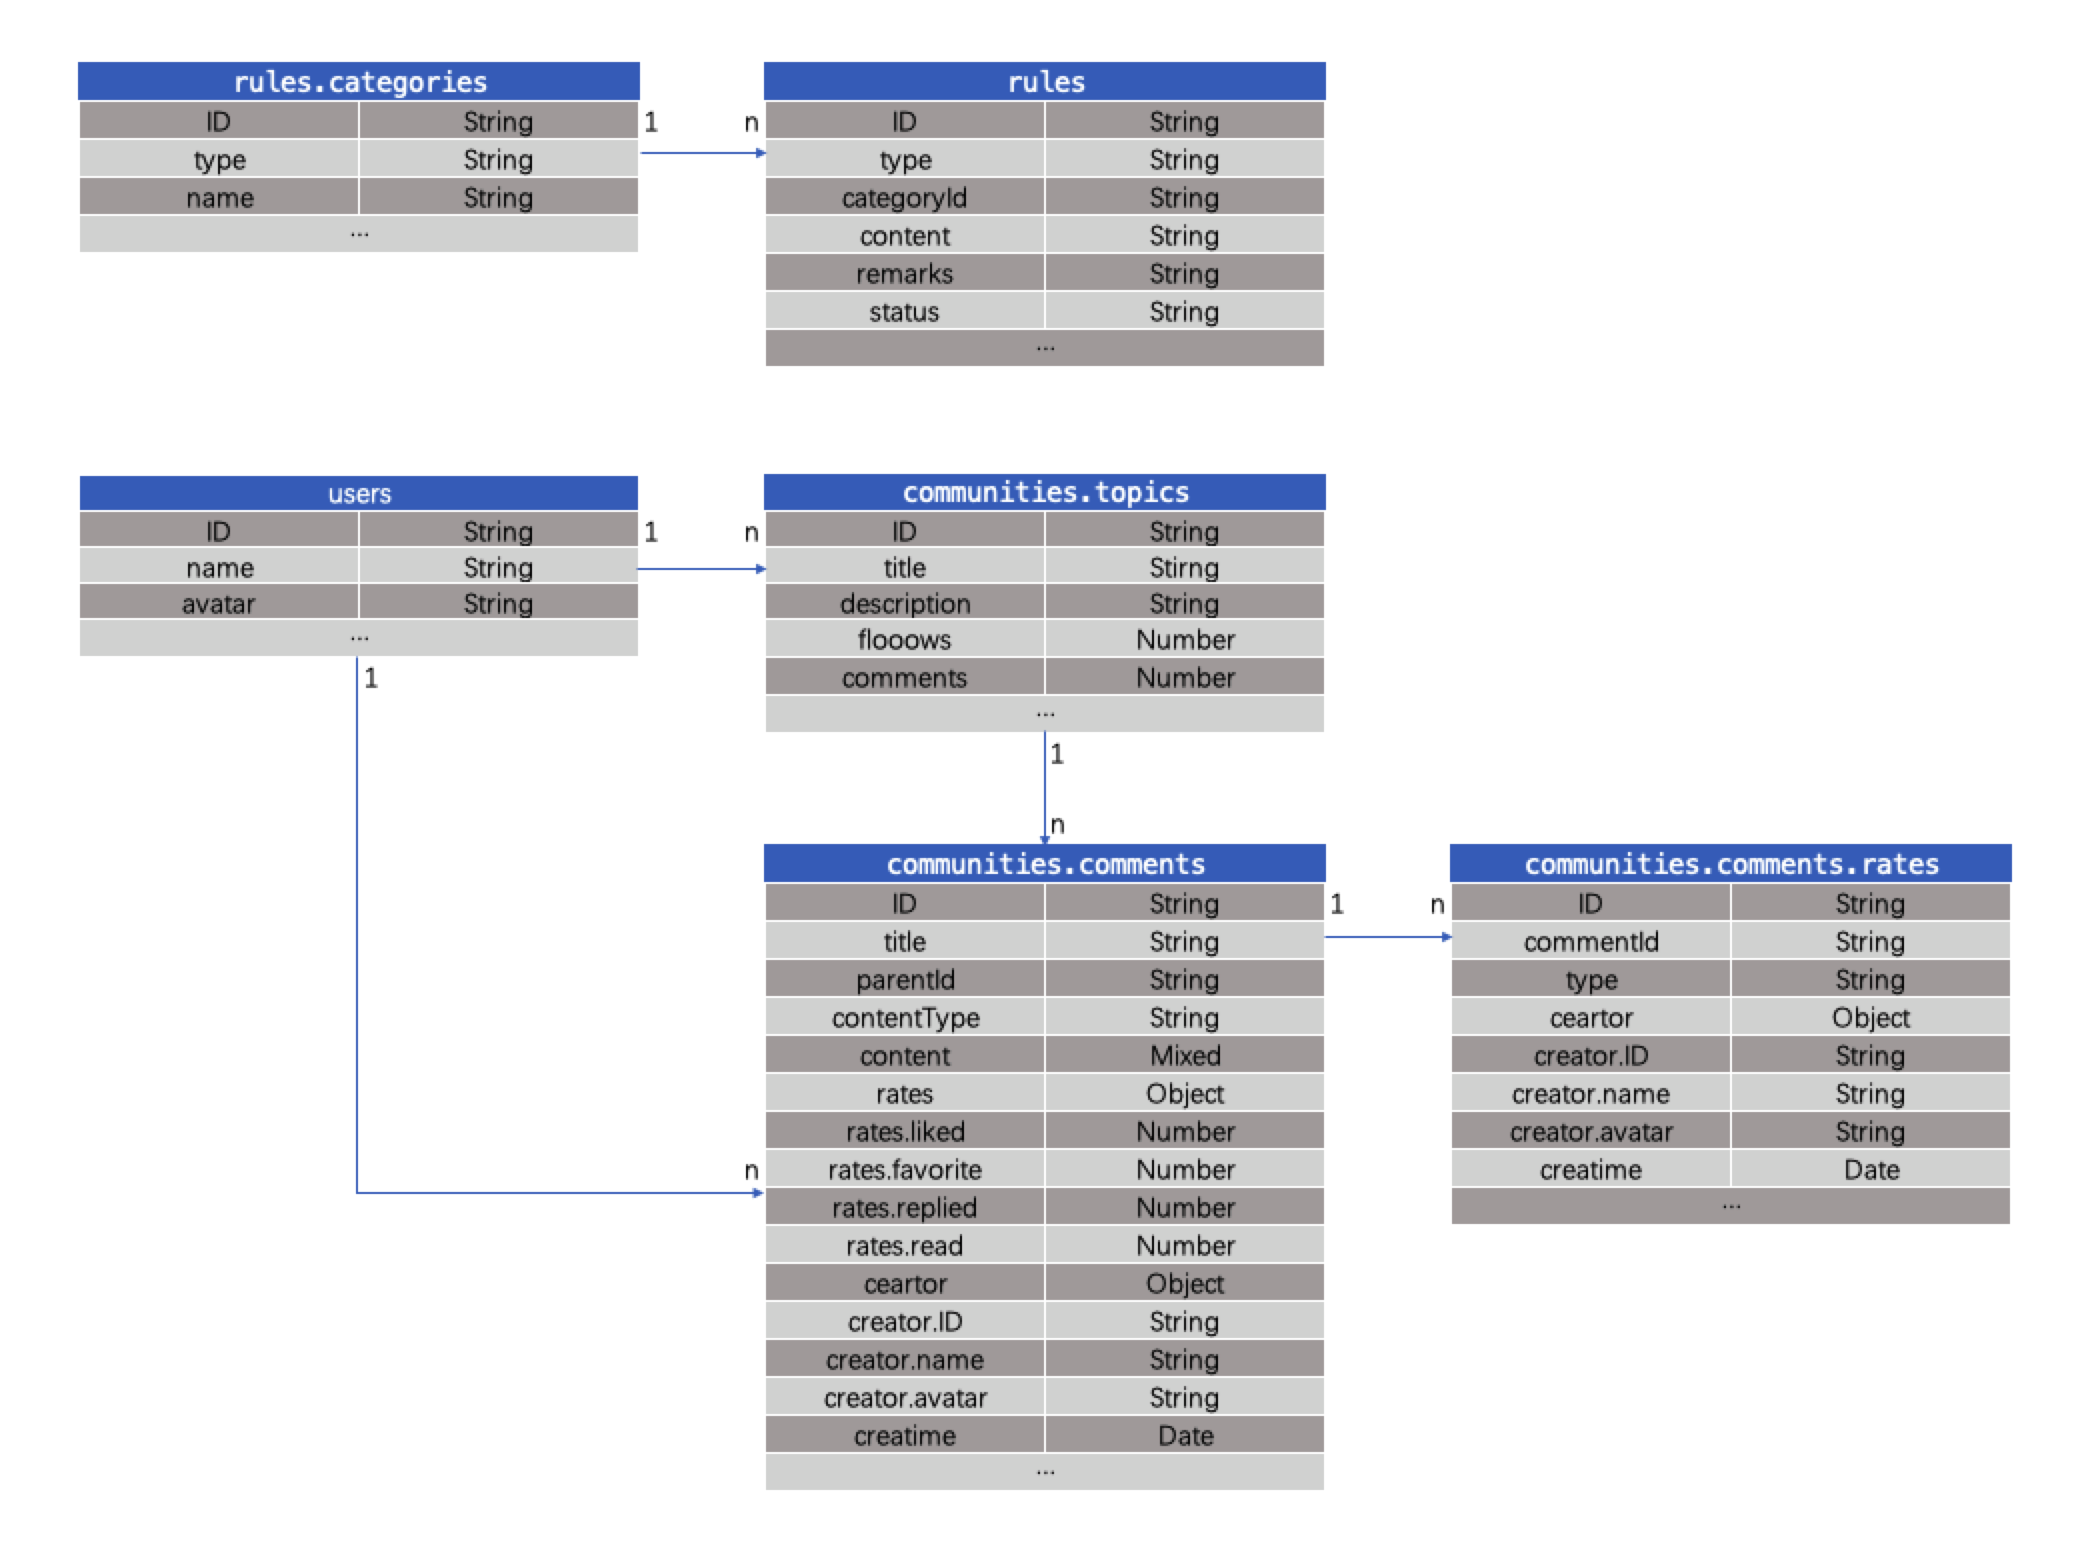 rules.categories
ID String
type String
name String
...
1 n
rules
ID String
type String
categoryId String
content String
remarks String
status String
...
users
ID String
name String
avatar String
...
1 n
communities.topics
ID String
title Stirng
description String
flooows Number
comments Number
...
1
n
1
n
communities.comments
ID String
title String
parentId String
contentType String
content Mixed
rates Object
rates.liked Number
rates.favorite Number
rates.replied Number
rates.read Number
ceartor Object
creator.ID String
creator.name String
creator.avatar String
creatime Date
...
1 n
communities.comments.rates
ID String
commentId String
type String
ceartor Object
creator.ID String
creator.name String
creator.avatar String
creatime Date
...